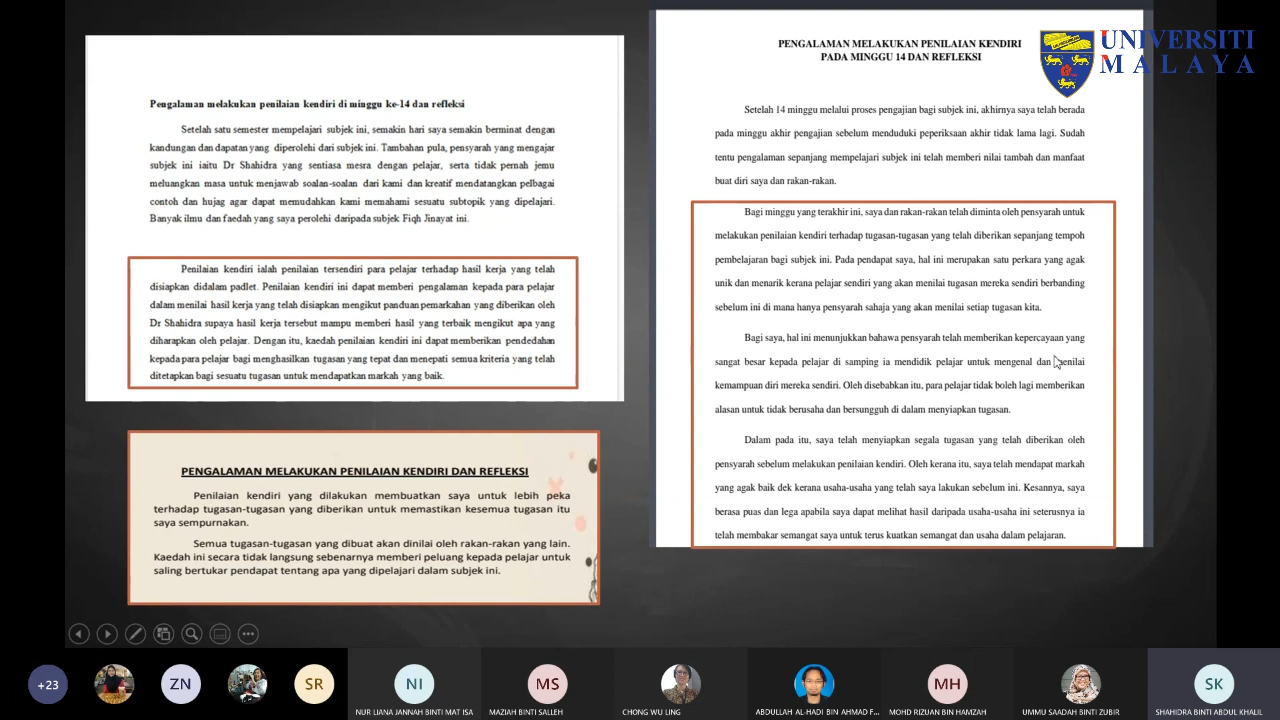 Pengalaman melakukan penilaian kendiri di minggu ke-14 dan refleksi
Setelah satu semester mempelajari subjek ini, semakin hari saya semakin berminat dengan
kandungan dan dapatan yang diperolehi dari subjek ini. Tambahan pula, pensyarah yang mengajar
subjek ini iaitu Dr Shahidra yang sentiasa mesra dengan pelajar, serta tidak pernah jemu
meluangkan masa untuk menjawab soalan-soalan dari kami dan kreatif mendatangkan pelbagai
contoh dan hujag agar dapat memudahkan kami memahami sesuatu subtopik yang dipelajari.
Banyak ilmu dan faedah yang saya perolehi daripada subjek Fiqh Jinayat ini.
Penilaian kendiri ialah penilaian tersendiri para pelajar terhadap hasil kerja yang telah
disiapkan didalam padlet. Penilaian kendiri ini dapat memberi pengalaman kepada para pelajar
dalam menilai hasil kerja yang telah disiapkan mengikut panduan pemarkahan yang diberikan oleh
Dr Shahidra supaya hasil kerja tersebut mampu memberi hasil yang terbaik mengikut apa yang
diharapkan oleh pelajar. Dengan itu, kaedah penilaian kendiri ini dapat memberikan pendedahan
kepada para pelajar bagi menghasilkan tugasan yang tepat dan menepati semua kriteria yang telah
ditetapkan bagi sesuatu tugasan untuk mendapatkan markah yang baik.
PENGALAMAN MELAKUKAN PENILAIAN KENDIRI DAN REFLEKSI
Penilaian kendiri yang dilakukan membuatkan saya untuk lebih peka
terhadap tugasan-tugasan yang diberikan untuk memastikan kesemua tugasan itu
saya sempurnakan.
Semua tugasan-tugasan yang dibuat akan dinilai oleh rakan-rakan yang lain.
Kaedah ini secara tidak langsung sebenarnya memberi peluang kepada pelajar untuk
saling bertukar pendapat tentang apa yang dipelajari dalam subjek ini.
PENGALAMAN MELAKUKAN PENILAIAN KENDIRI
PADA MINGGU 14 DAN REFLEKSI
Setelah 14 minggu melalui proses pengajian bagi subjek ini, akhirnya saya telah berada
pada minggu akhir pengajian sebelum menduduki peperiksaan akhir tidak lama lagi. Sudah
tentu pengalaman sepanjang mempelajari subjek ini telah memberi nilai tambah dan manfaat
buat diri saya dan rakan-rakan.
Bagi minggu yang terakhir ini, saya dan rakan-rakan telah diminta oleh pensyarah untuk
melakukan penilaian kendiri terhadap tugasan-tugasan yang telah diberikan sepanjang tempoh
pembelajaran bagi subjek ini. Pada pendapat saya, hal ini merupakan satu perkara yang agak
unik dan menarik kerana pelajar sendiri yang akan menilai tugasan mereka sendiri berbanding
sebelum ini di mana hanya pensyarah sahaja yang akan menilai setiap tugasan kita.
Bagi saya, hal ini menunjukkan bahawa pensyarah telah memberikan kepercayaan yang
sangat besar kepada pelajar di samping ia mendidik pelajar untuk mengenal dan menilai
kemampuan diri mereka sendiri. Oleh disebabkan itu, para pelajar tidak boleh lagi memberikan
alasan untuk tidak berusaha dan bersungguh di dalam menyiapkan tugasan.
Dalam pada itu, saya telah menyiapkan segala tugasan yang telah diberikan oleh
pensyarah sebelum melakukan penilaian kendiri. Oleh kerana itu, saya telah mendapat markah
yang agak baik dek kerana usaha-usaha yang telah saya lakukan sebelum ini. Kesannya, saya
berasa puas dan lega apabila saya dapat melihat hasil daripada usaha-usaha ini seterusnya ia
telah membakar semangat saya untuk terus kuatkan semangat dan usaha dalam pelajaran.
UNIVERSITI
MALAYA
+23
ZN
SR
NI
NUR LIANA JANNAH BINTI MAT ISA
MS
MAZIAH BINTI SALLEH
CHONG WU LING
ABDULLAH AL-HADI BIN AHMAD F...
MH
MOHD RIZUAN BIN HAMZAH
UMMU SAADAH BINTI ZUBIR
SK
SHAHIDRA BINTI ABDUL KHALIL